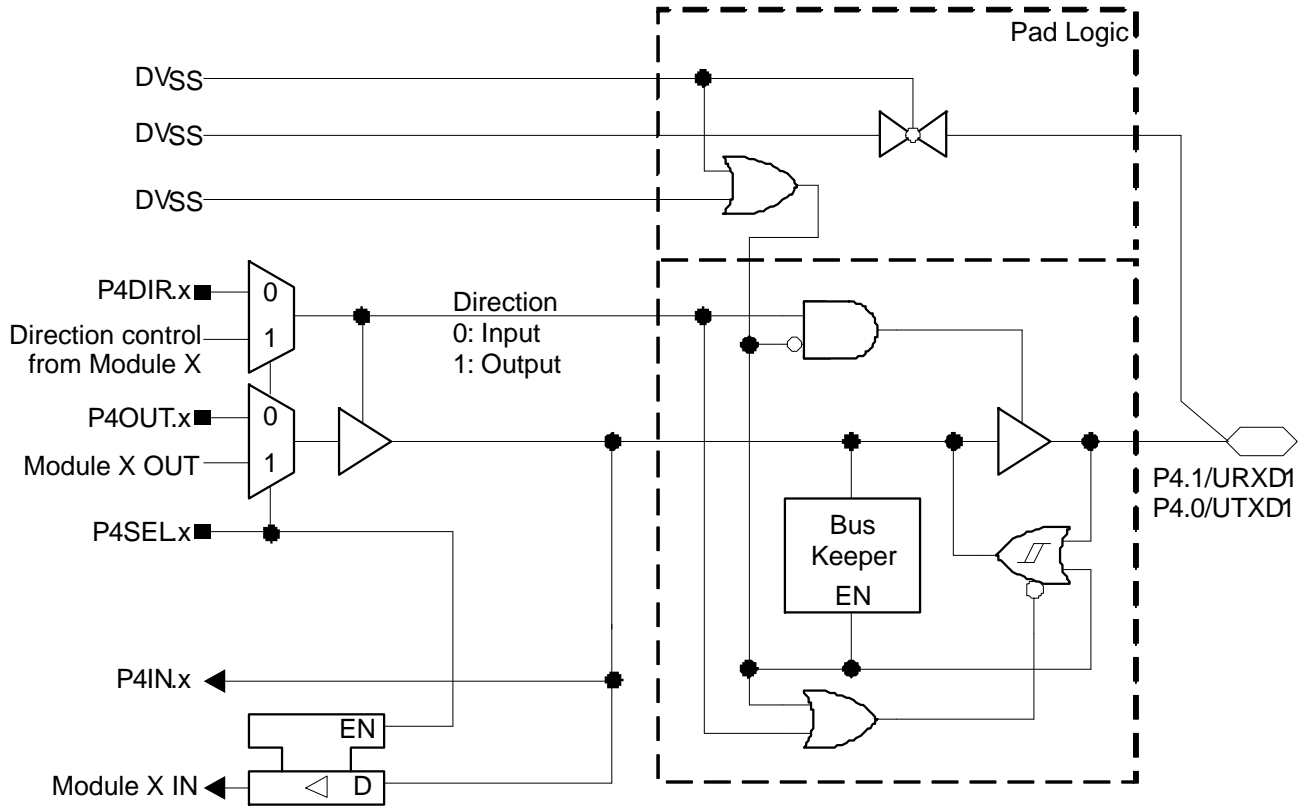 Pad Logic
DVSS
DVSS
DVSS
P4DIR.x
0
Direction control
from Module X
1
Direction
0: Input
1: Output
P4OUT.x
0
Module X OUT
1
P4SEL.x
P4.1/URXD1
P4.0/UTXD1
Bus
Keeper
EN
P4IN.x
EN
Module X IN
D